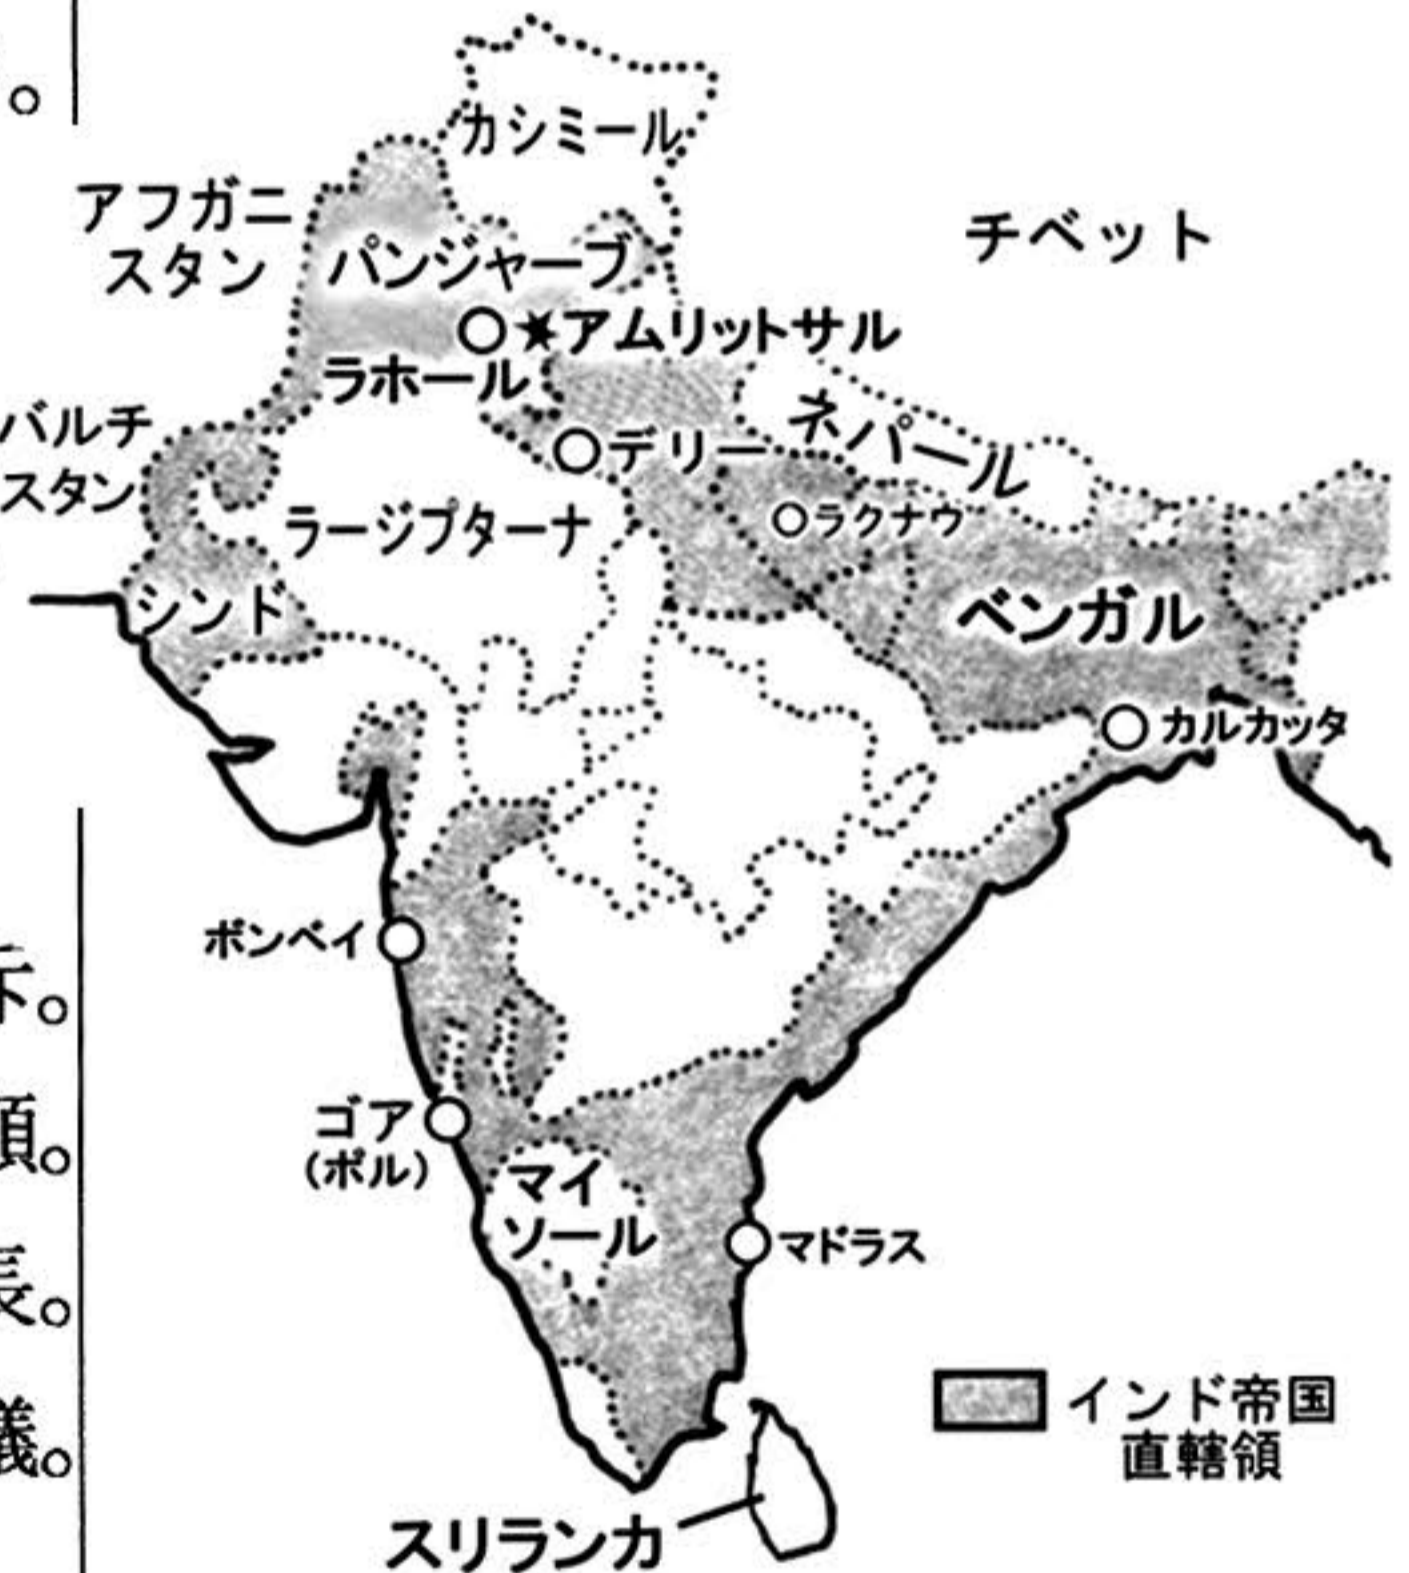 。
カシミール
アフガニ
スタン
パンジャーブ
チベット
アムリットサル
ラホール
バルチ
スタン
デリー
ネパール
ラージプターナ
ラクナウ
シンド
ベンガル
カルカッタ
ボンベイ
ゴア
(ポル)
マイ
ソール
マドラス
インド帝国
直轄領
スリランカ